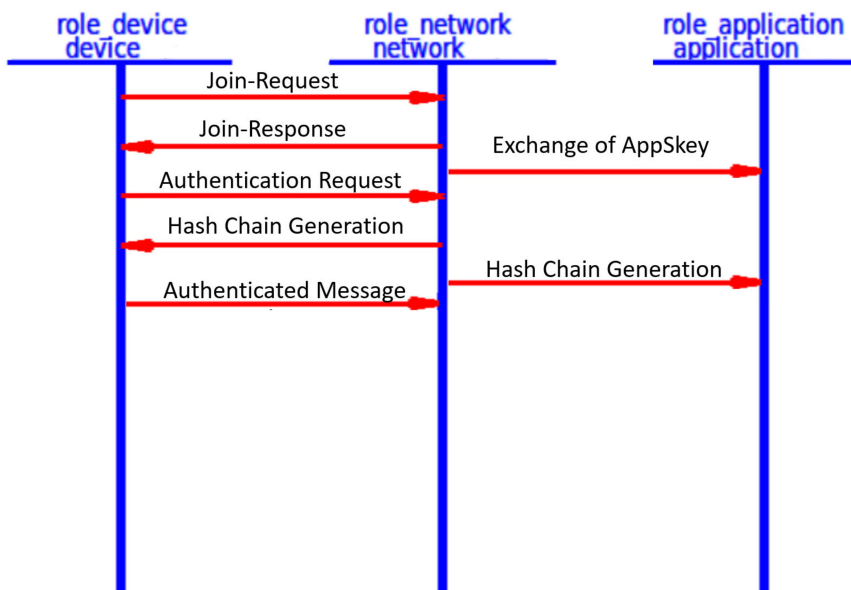 role_device
device
role_network
network
role_application
application
Join-Request
Join-Response
Exchange of AppSkey
Authentication Request
Hash Chain Generation
Hash Chain Generation
Authenticated Message